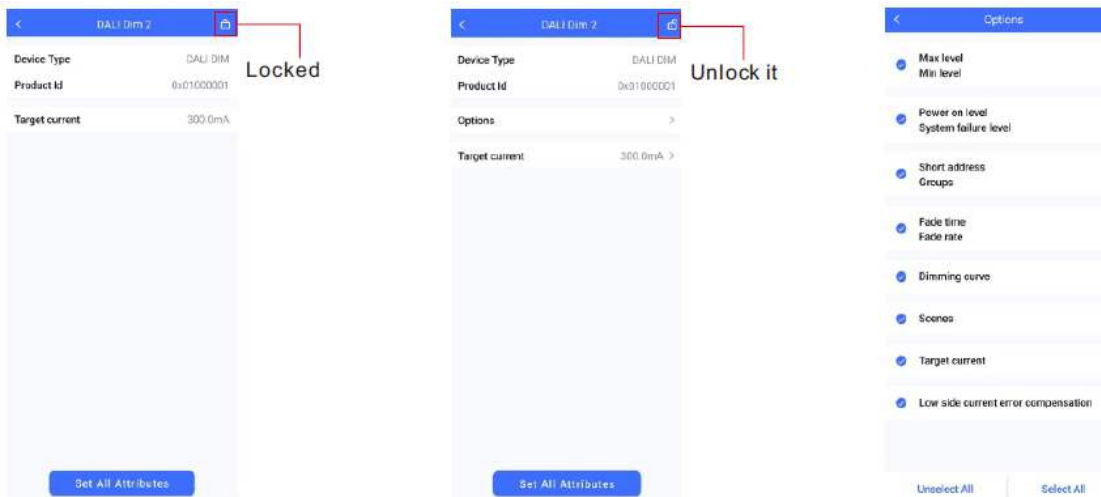 DALI Dim 2
Device Type DALI DIM
Product Id 0x01000001
Target current 300.0mA
Set All Attributes
Locked
DALI Dim 2
Device Type DALI DIM
Product Id 0x01000001
Options
Target current 300.0mA
Set All Attributes
Unlock it
Options
Max level
Min level
Power on level
System failure level
Short address
Groups
Fade time
Fade rate
Dimming curve
Scenes
Target current
Low side current error compensation
Unselect All Select All